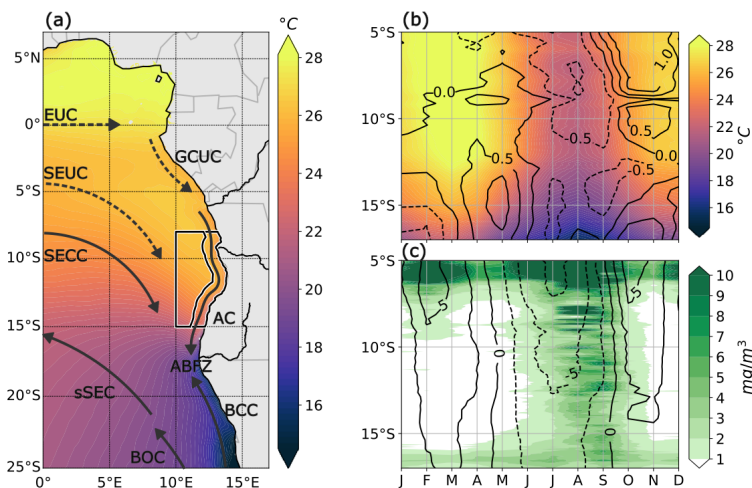 (a)
°C
5°N
0°
5°S
10°S
15°S
20°S
25°S
0°E
5°E
10°E
15°E
EUC
GCUC
SEUC
SECC
AC
ABFZ
sSEC
BCC
BOC
28
26
24
22
20
18
16
(b)
5°S
10°S
15°S
0.0
1.0
-0.5
0.5
0.0
-0.5
28
26
24
22
20
18
16
°C
(c)
5°S
10°S
15°S
-5
0
-5
5
0
J F M A M J J A S O N D
10
9
8
7
6
5
4
3
2
1
mg/m³